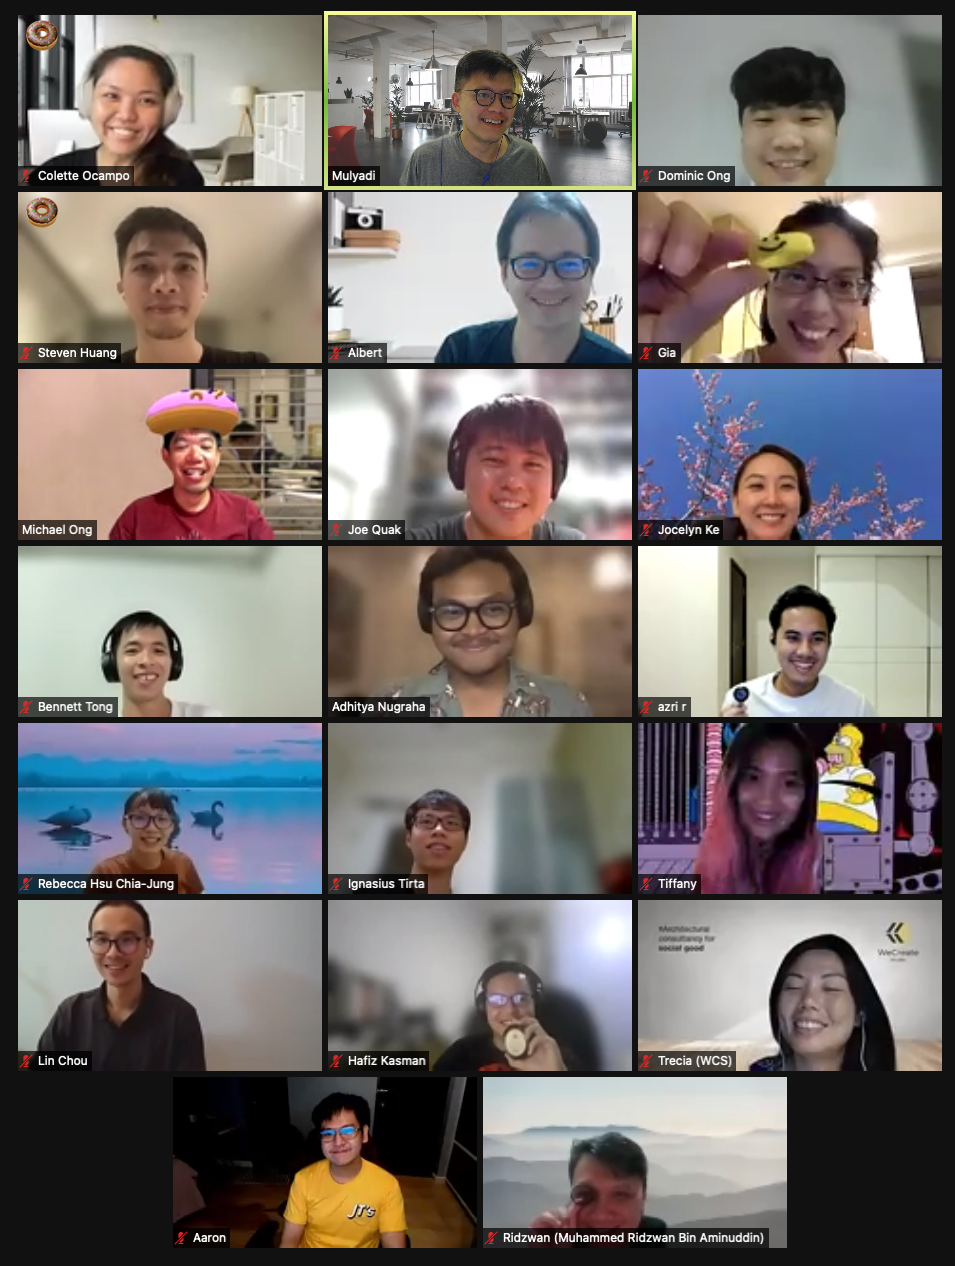 Colette Ocampo
Mulyadi
Dominic Ong
Steven Huang
Albert
Gia
Michael Ong
Joe Quak
Jocelyn Ke
Bennett Tong
Adhitya Nugraha
azri r
Rebecca Hsu Chia-Jung
Ignasius Tirta
Tiffany
Lin Chou
Hafiz Kasman
#Architectural
consultancy for
social good
WeCreate
Studio
Trecia (WCS)
JT's
Aaron
Ridzwan (Muhammed Ridzwan Bin Aminuddin)